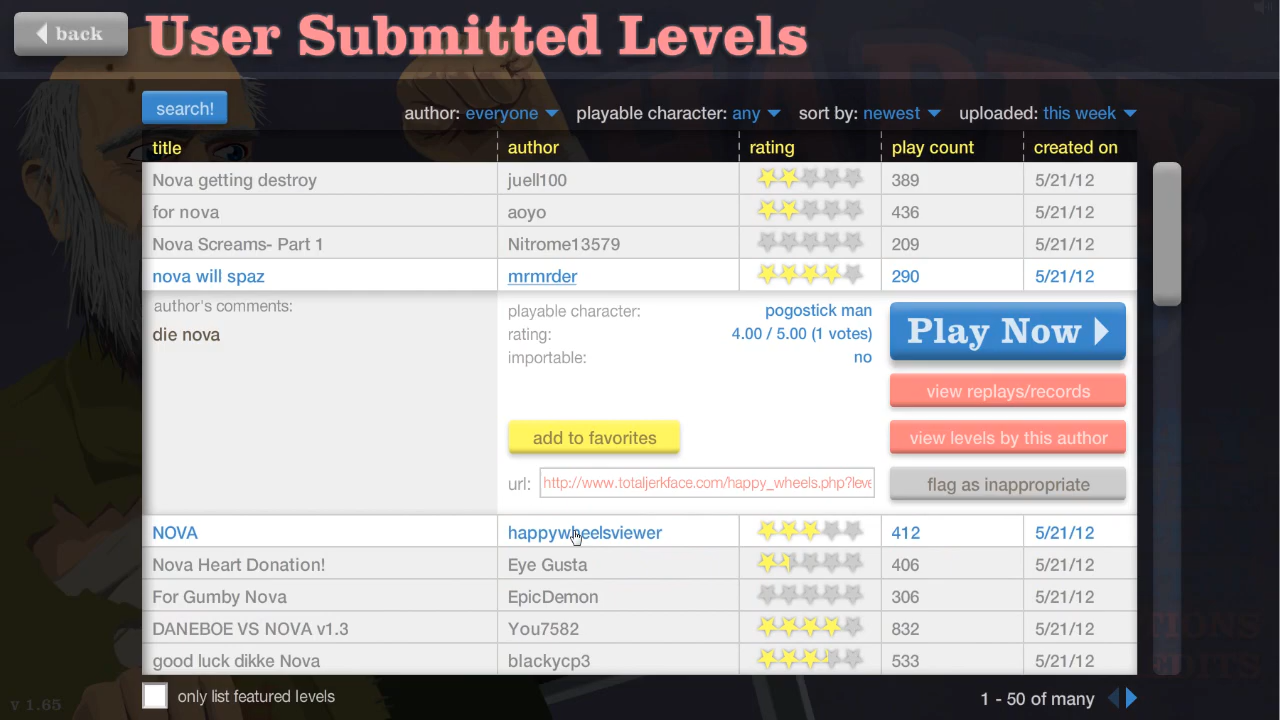 back
User Submitted Levels
search!
author: everyone playable character: any sort by: newest uploaded: this week
title author rating play count created on
Nova getting destroy juell100 389 5/21/12
for nova aoyo 436 5/21/12
Nova Screams- Part 1 Nitrome13579 209 5/21/12
nova will spaz mrmrder 290 5/21/12
author's comments:
die nova
playable character: pogostick man
rating: 4.00 / 5.00 (1 votes)
importable: no
Play Now
view replays/records
add to favorites
view levels by this author
url: http://www.totaljerkface.com/happy_wheels.php?leve
flag as inappropriate
NOVA happywheelsviewer 412 5/21/12
Nova Heart Donation! Eye Gusta 406 5/21/12
For Gumby Nova EpicDemon 306 5/21/12
DANEBOE VS NOVA v1.3 You7582 832 5/21/12
good luck dikke Nova blackycp3 533 5/21/12
only list featured levels
1 - 50 of many
v 1.65